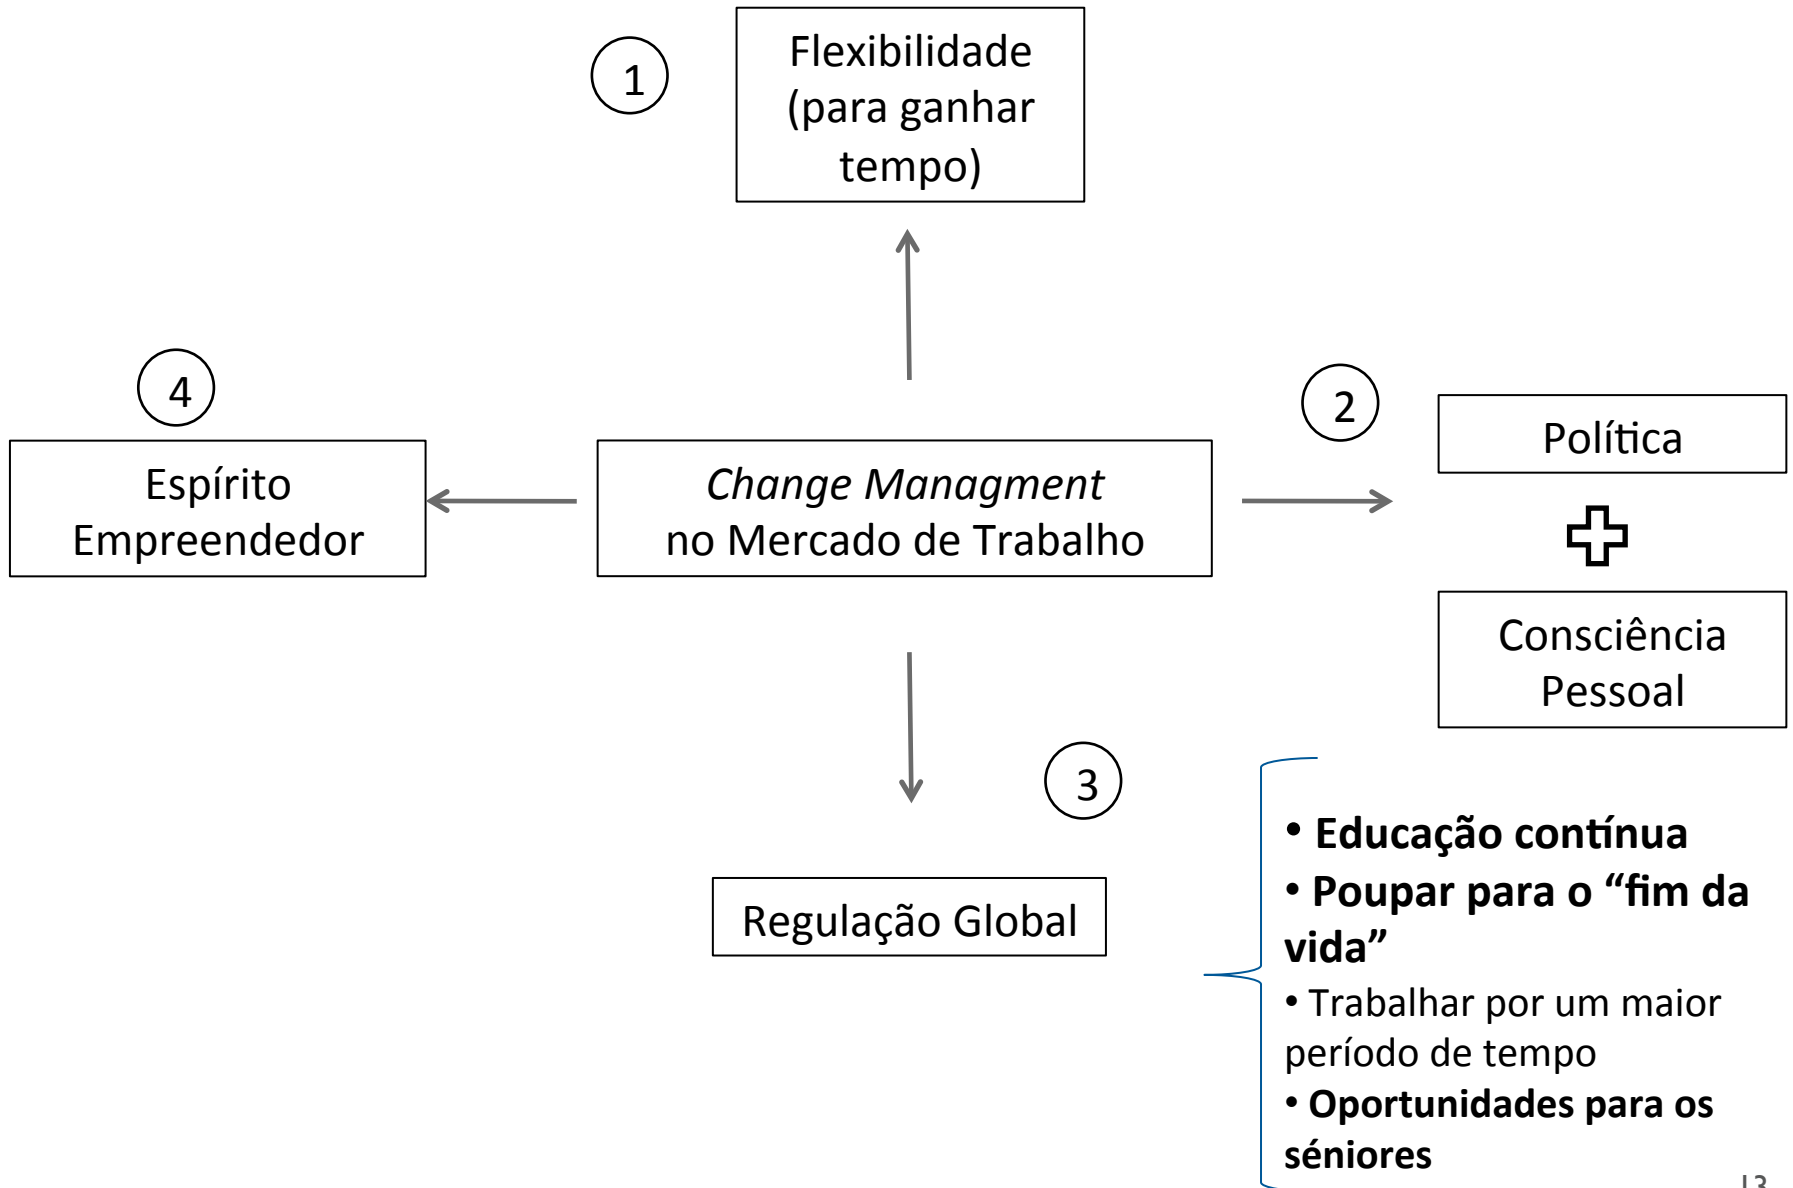 1
Flexibilidade
(para ganhar
tempo)
4
2
Política
Espírito
Empreendedor
Change Managment
no Mercado de Trabalho
Consciência
Pessoal
3
Regulação Global
• Educação contínua
• Poupar para o “fim da
vida”
• Trabalhar por um maior
período de tempo
• Oportunidades para os
séniores
13